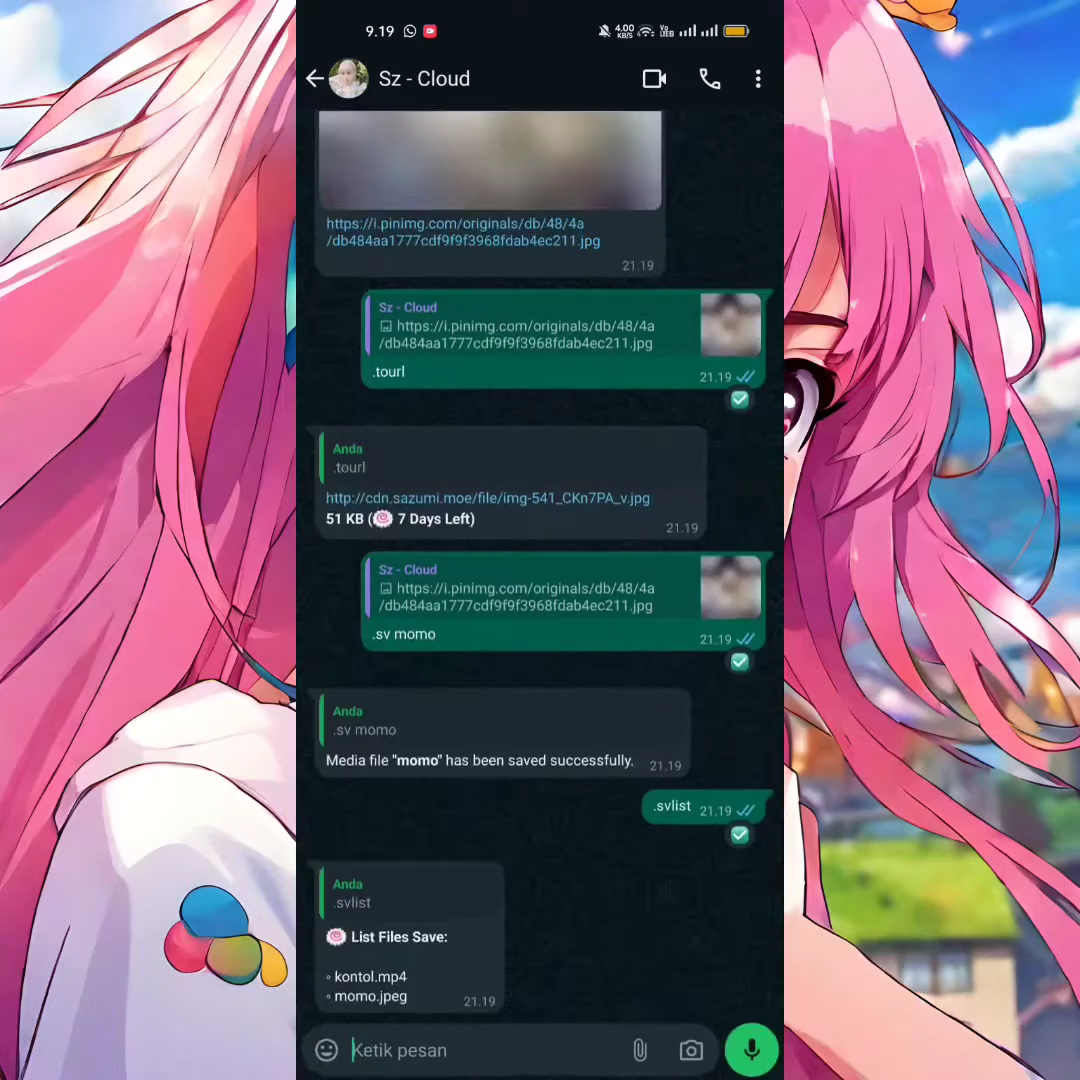 9.19
4.00
KB/S
Sz - Cloud
https://i.pinimg.com/originals/db/48/4a
/db484aa1777cdf9f9f3968fdab4ec211.jpg
21.19
Sz - Cloud
https://i.pinimg.com/originals/db/48/4a
/db484aa1777cdf9f9f3968fdab4ec211.jpg
.tourl
21.19
Anda
.tourl
http://cdn.sazumi.moe/file/img-541_CKn7PA_v.jpg
51 KB (🍥 7 Days Left)
21.19
Sz - Cloud
https://i.pinimg.com/originals/db/48/4a
/db484aa1777cdf9f9f3968fdab4ec211.jpg
.sv momo
21.19
Anda
.sv momo
Media file "momo" has been saved successfully.
21.19
.svlist 21.19
Anda
.svlist
🍥 List Files Save:
◦ kontol.mp4
◦ momo.jpeg
21.19
Ketik pesan